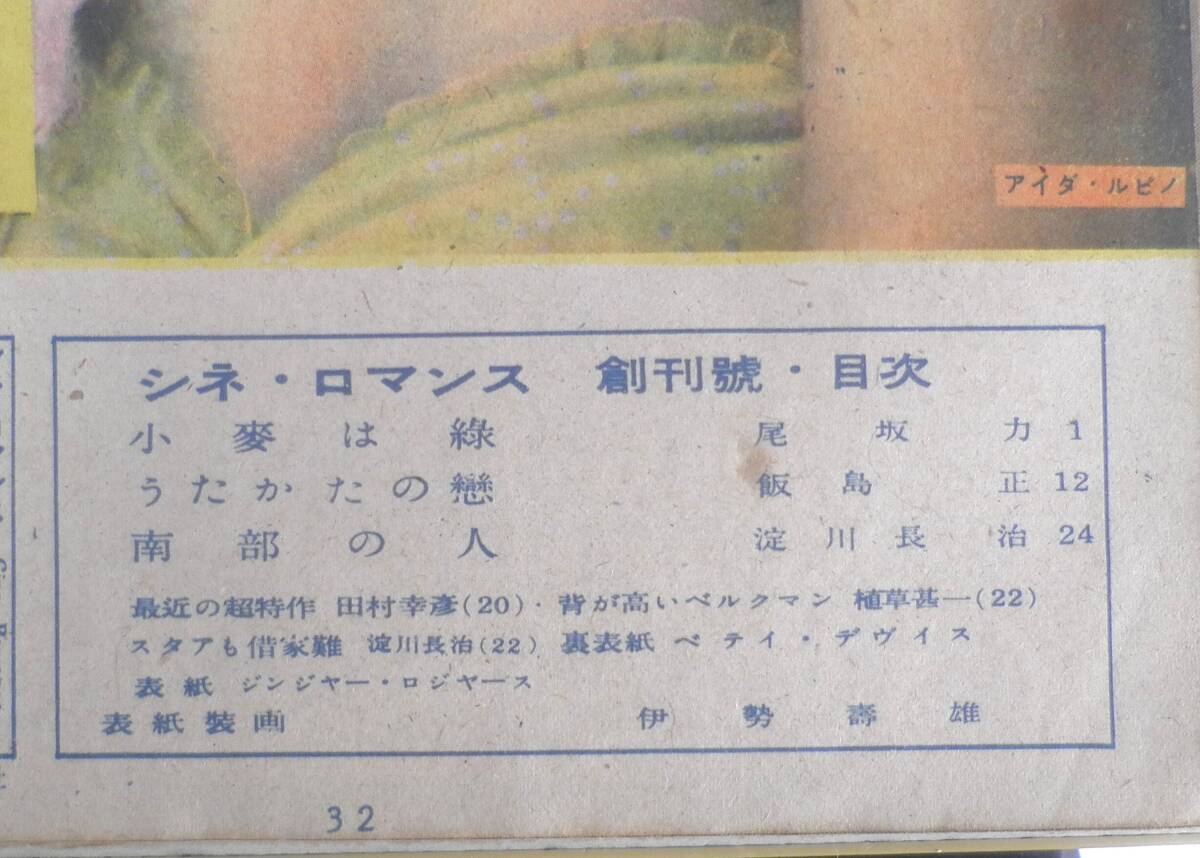 アイダ・ルピノ
シネ・ロマンス 創刊號・目次
小麥は綠 尾坂力 1
うたかたの戀 飯島正 12
南部の人 淀川長治 24
最近の超特作 田村幸彥(20)・背が高いベルクマン 植草甚一(22)
スタアも借家難 淀川長治(22) 裏表紙 ベテイ・デヴイス
表紙 ジンジヤー・ロジヤース
表紙裝画 伊勢壽雄
32